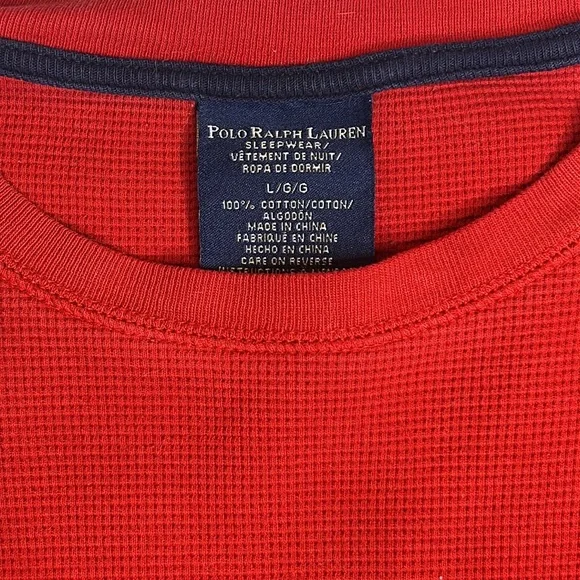 POLO RALPH LAUREN
SLEEPWEAR/
VÊTEMENT DE NUIT/
ROPA DE DORMIR
L/G/G
100% COTTON/COTON/
ALGODÓN
MADE IN CHINA
FABRIQUÉ EN CHINE
HECHO EN CHINA
CARE ON REVERSE
INSTRUCTIONS À